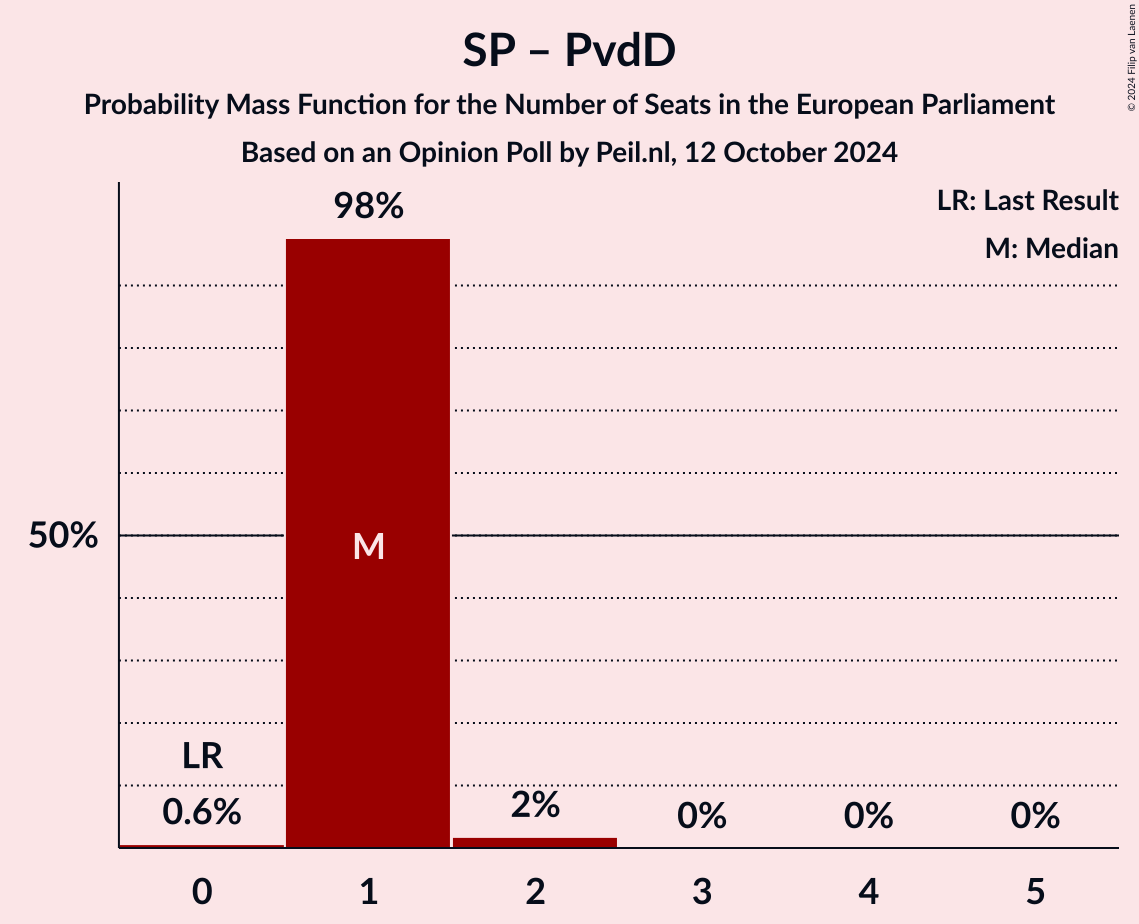 SP – PvdD
Probability Mass Function for the Number of Seats in the European Parliament
Based on an Opinion Poll by Peil.nl, 12 October 2024
© 2024 Filip van Laenen
LR: Last Result
M: Median
98%
50%
M
LR
0.6%
2%
0%
0%
0%
0
1
2
3
4
5